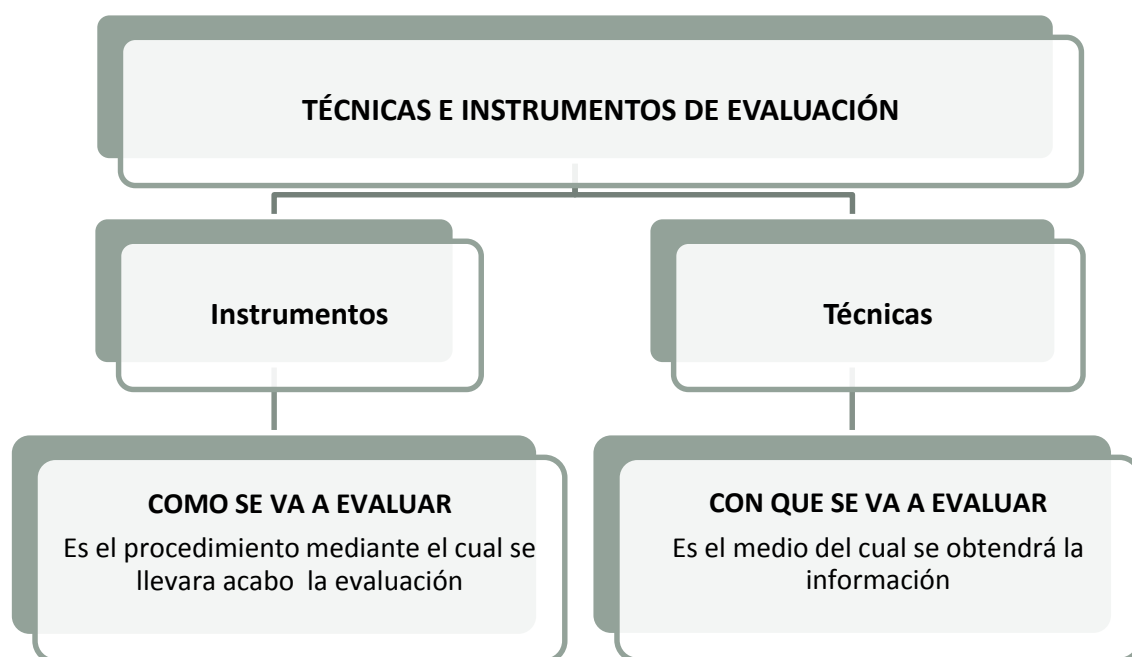 TÉCNICAS E INSTRUMENTOS DE EVALUACIÓN
Instrumentos
Técnicas
COMO SE VA A EVALUAR
Es el procedimiento mediante el cual se
llevara acabo la evaluación
CON QUE SE VA A EVALUAR
Es el medio del cual se obtendrá la
información